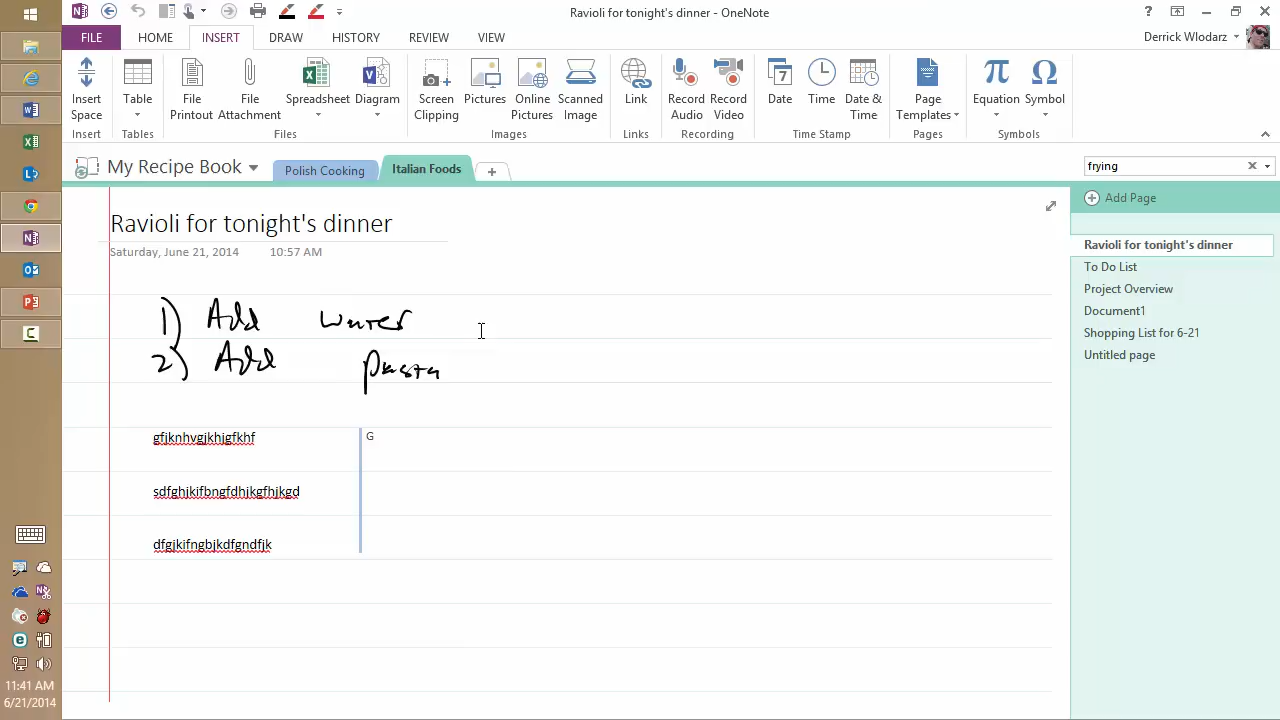 Ravioli for tonight's dinner - OneNote
FILE HOME INSERT DRAW HISTORY REVIEW VIEW
Derrick Wlodarz
Insert Space
Table
File Printout
File Attachment
Spreadsheet
Diagram
Screen Clipping
Pictures
Online Pictures
Scanned Image
Link
Record Audio
Record Video
Date
Time
Date & Time
Page Templates
Equation
Symbol
Insert Tables Files Images Links Recording Time Stamp Pages Symbols
My Recipe Book Polish Cooking Italian Foods
frying
Add Page
Ravioli for tonight's dinner
Saturday, June 21, 2014 10:57 AM
1) Add water
2) Add pasta
gfjknhvgjkhjgfkhf
G
sdfghjkifbngfdhjkgfhjkgd
dfgjkifngbjkdfgndfjk
Ravioli for tonight's dinner
To Do List
Project Overview
Document1
Shopping List for 6-21
Untitled page
11:41 AM
6/21/2014